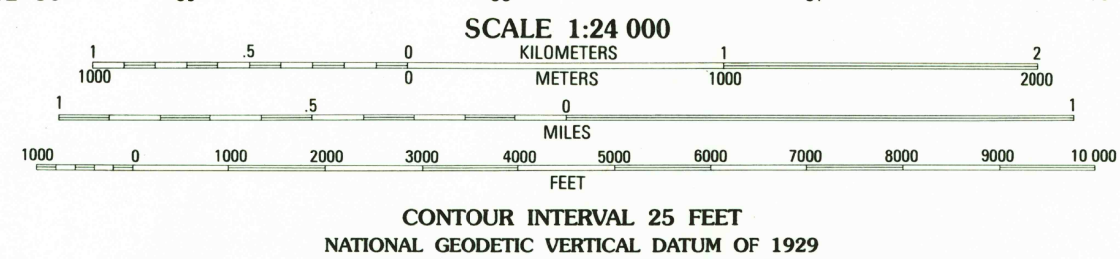 SCALE 1:24 000
1 .5 0 KILOMETERS 1 2
1000 0 METERS 1000 2000
1 .5 0 1
MILES
1000 0 1000 2000 3000 4000 5000 6000 7000 8000 9000 10 000
FEET
CONTOUR INTERVAL 25 FEET
NATIONAL GEODETIC VERTICAL DATUM OF 1929